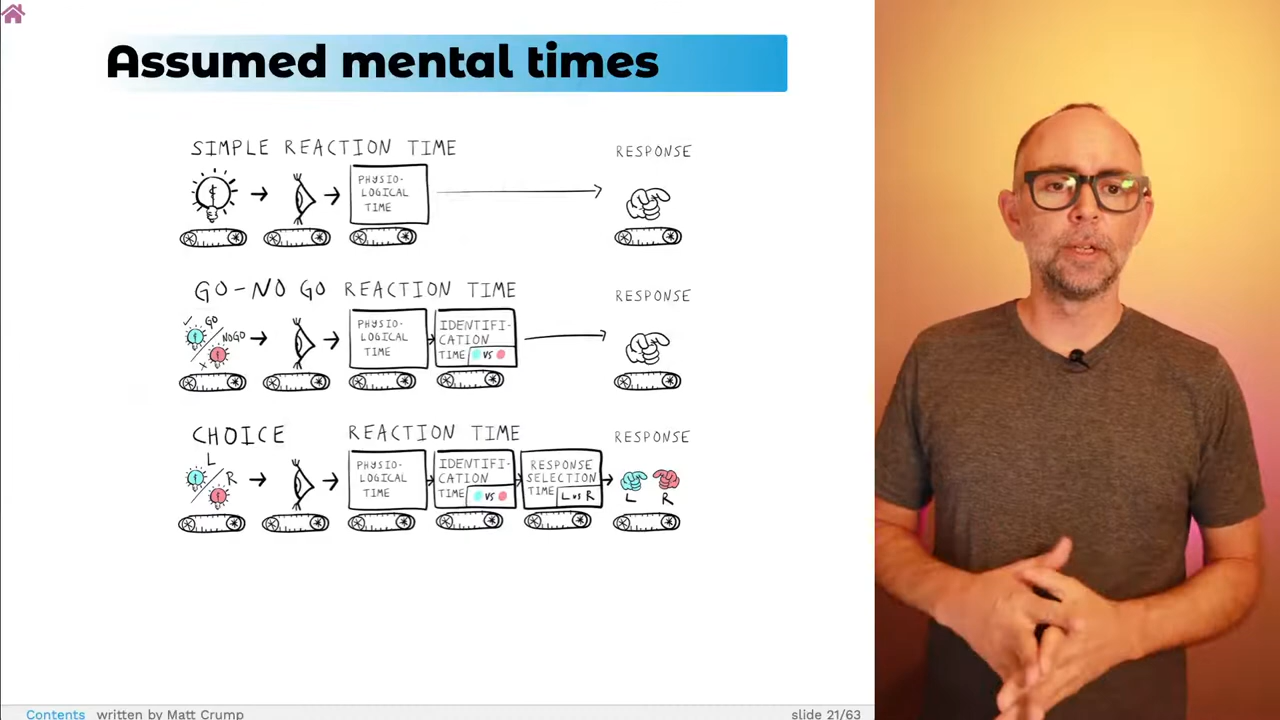 Assumed mental times
SIMPLE REACTION TIME
RESPONSE
PHYSIO-
LOGICAL
TIME
GO-NO GO REACTION TIME
RESPONSE
GO
NOGO
PHYSIO-
LOGICAL
TIME
IDENTIFI-
CATION
TIME VS
CHOICE REACTION TIME
RESPONSE
L
R
PHYSIO-
LOGICAL
TIME
IDENTIFI-
CATION
TIME VS
RESPONSE
SELECTION
TIME L vs R
L R
Contents written by Matt Crump slide 21/63